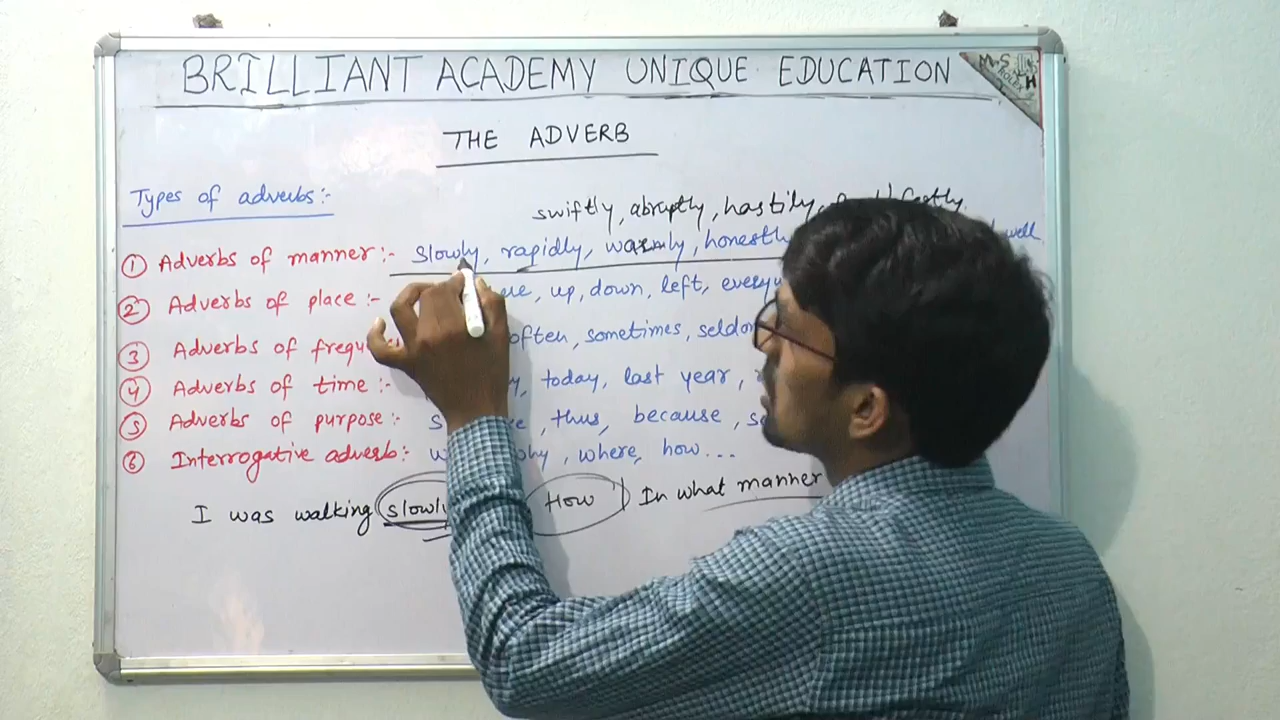 BRILLIANT ACADEMY UNIQUE EDUCATION
M.S
H
THE ADVERB
Types of adverbs:-
swiftly, abruptly, hastily,
① Adverbs of manner:- slowly, rapidly, warmly, well
② Adverbs of place:- up, down, left,
③ Adverbs of often, sometimes,
④ Adverbs of time:- today, last year,
⑤ Adverbs of purpose:- thus, because,
⑥ Interrogative adverb:- where, how...
I was walking slowly How In what manner